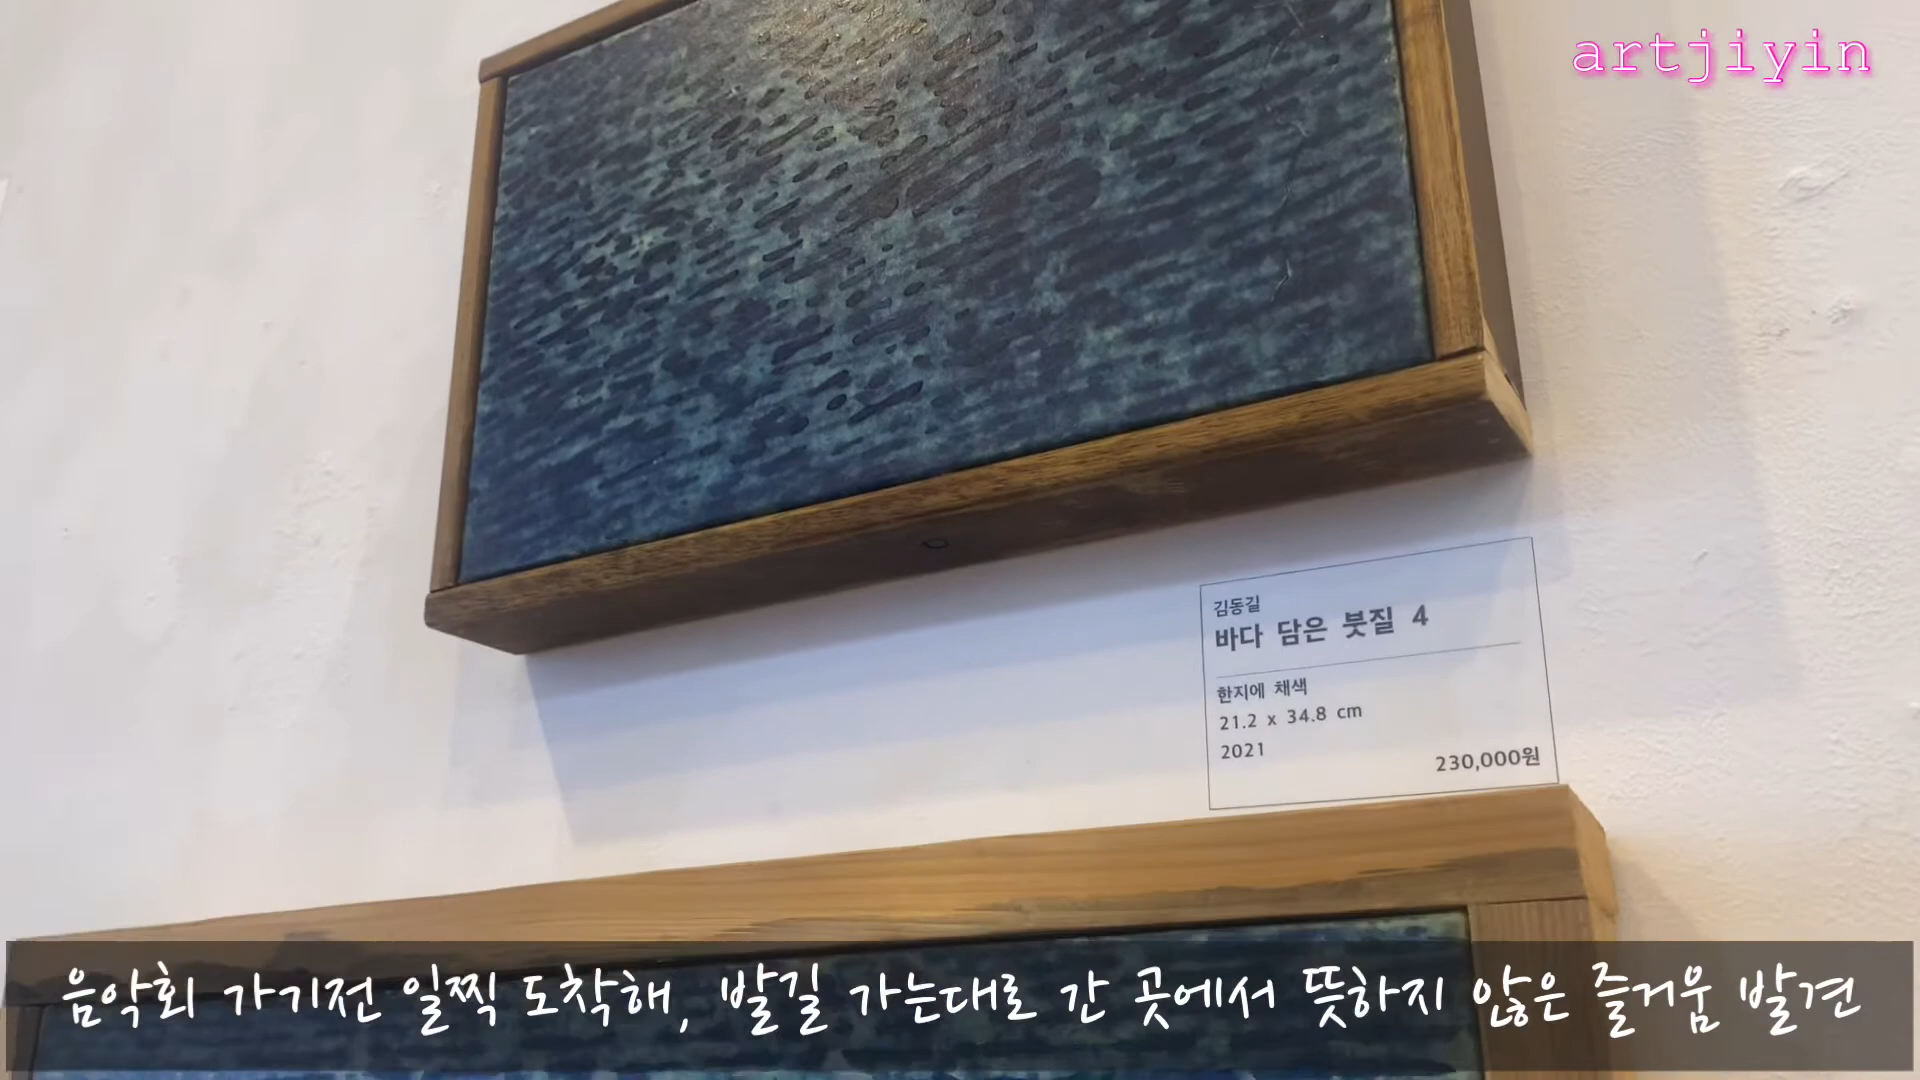 artjiyin
김동길
바다 담은 붓질 4
한지에 채색
21.2 x 34.8 cm
2021
230,000원
음악회 가기전 일찍 도착해, 발길 가는대로 간 곳에서 뜻하지 않은 즐거움 발견